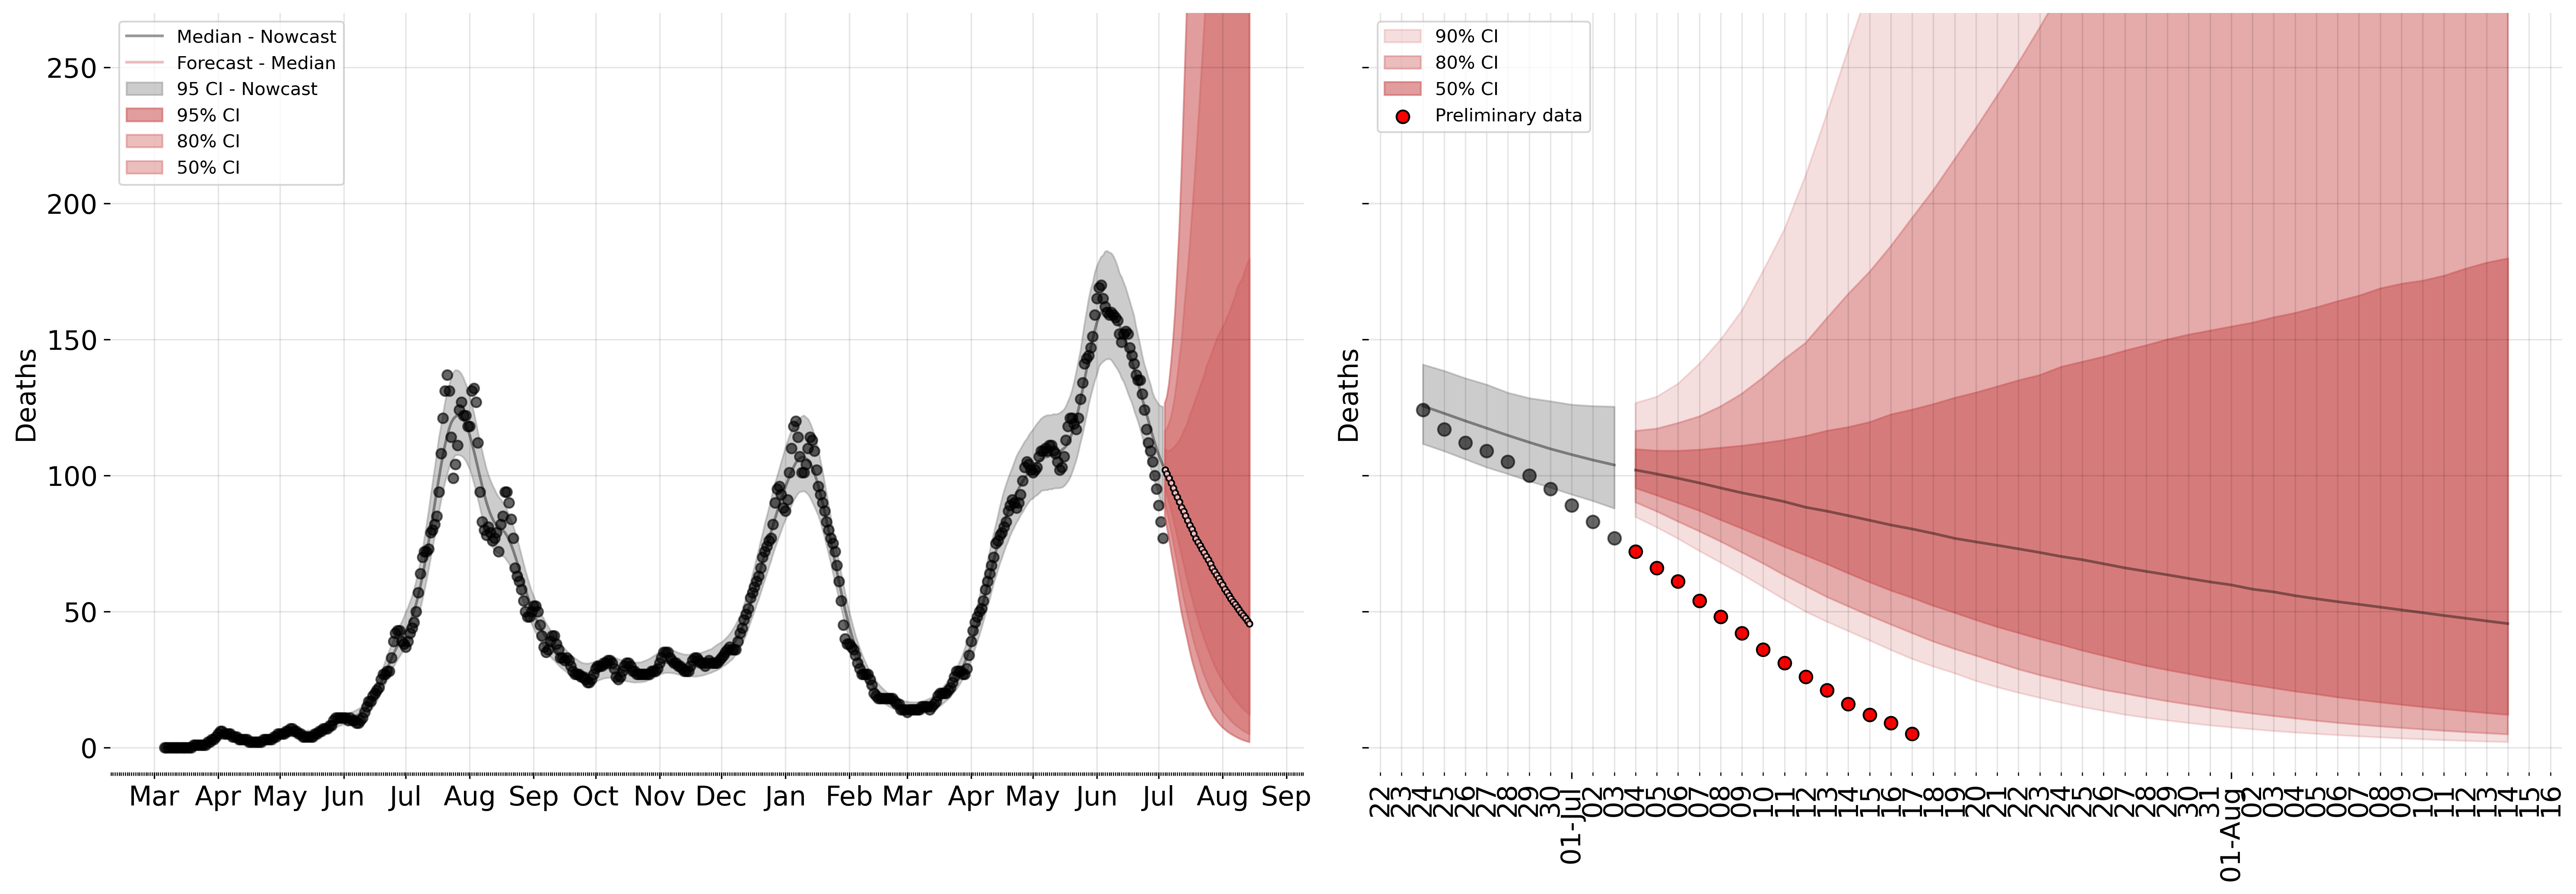 Median - Nowcast
Forecast - Median
95 CI - Nowcast
95% CI
80% CI
50% CI
Deaths
250
200
150
100
50
0
Mar Apr May Jun Jul Aug Sep Oct Nov Dec Jan Feb Mar Apr May Jun Jul Aug Sep
90% CI
80% CI
50% CI
Preliminary data
Deaths
22 23 24 25 26 27 28 29 30 01-Jul 02 03 04 05 06 07 08 09 10 11 12 13 14 15 16 17 18 19 20 21 22 23 24 25 26 27 28 29 30 31 01-Aug 02 03 04 05 06 07 08 09 10 11 12 13 14 15 16